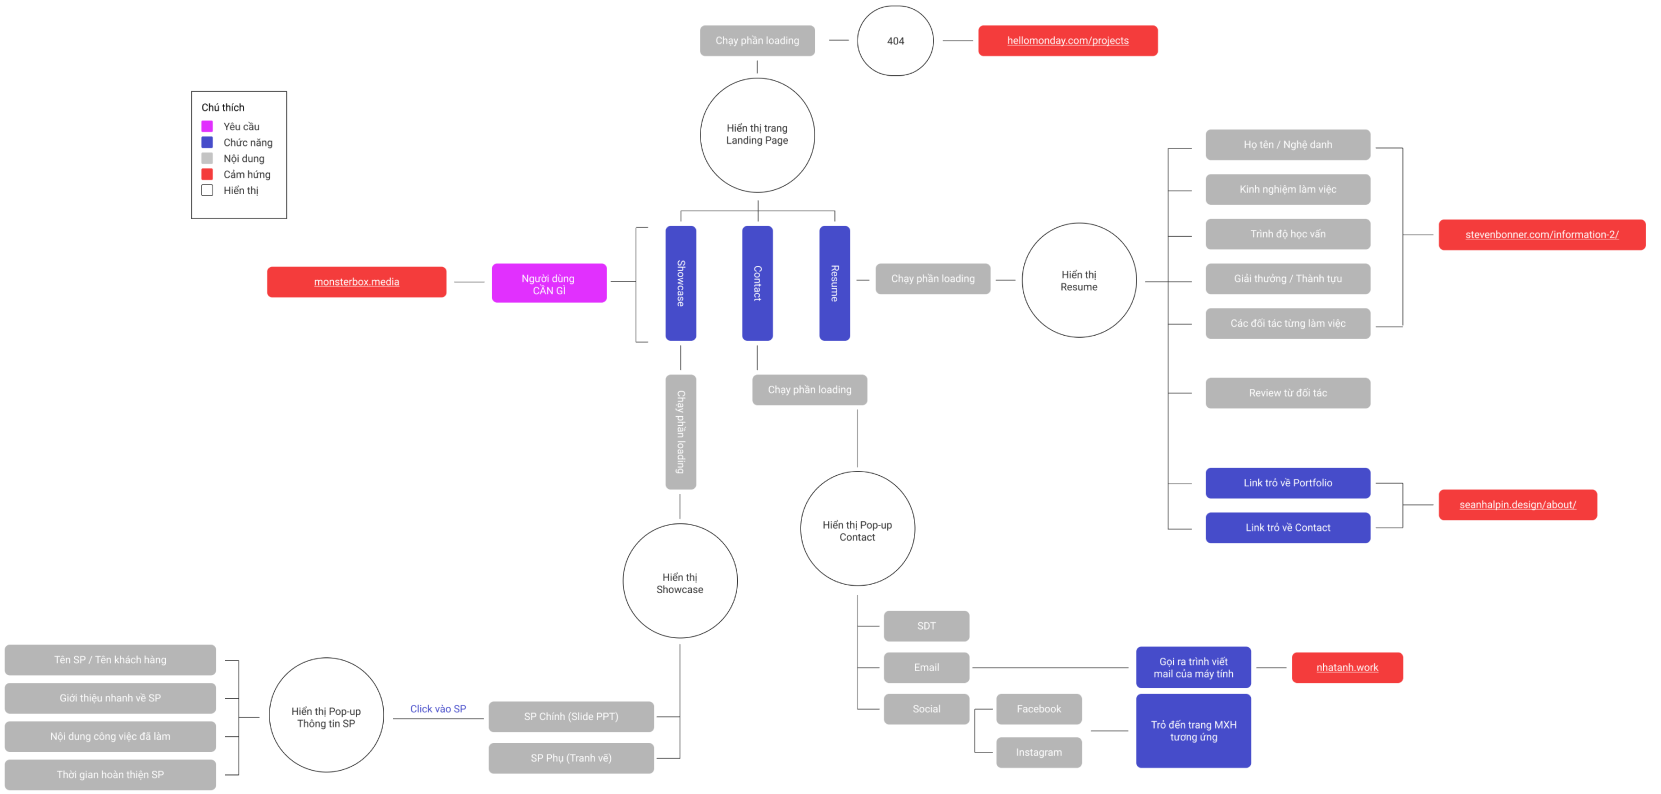 Chạy phần loading
404
hellomonday.com/projects
Chú thích
Yêu cầu
Chức năng
Nội dung
Cảm hứng
Hiển thị
Hiển thị trang
Landing Page
Showcase
Contact
Resume
Người dùng
CẦN GÌ
monsterbox.media
Chạy phần loading
Hiển thị
Resume
Họ tên / Nghệ danh
Kinh nghiệm làm việc
Trình độ học vấn
Giải thưởng / Thành tựu
Các đối tác từng làm việc
Review từ đối tác
Link trỏ về Portfolio
Link trỏ về Contact
stevenbonner.com/information-2/
seanhalpin.design/about/
Chạy phần loading
Chạy phần loading
Hiển thị Pop-up
Contact
Hiển thị
Showcase
SDT
Email
Social
Facebook
Instagram
Gọi ra trình viết
mail của máy tính
nhatanh.work
Trỏ đến trang MXH
tương ứng
SP Chính (Slide PPT)
SP Phụ (Tranh vẽ)
Click vào SP
Hiển thị Pop-up
Thông tin SP
Tên SP / Tên khách hàng
Giới thiệu nhanh về SP
Nội dung công việc đã làm
Thời gian hoàn thiện SP